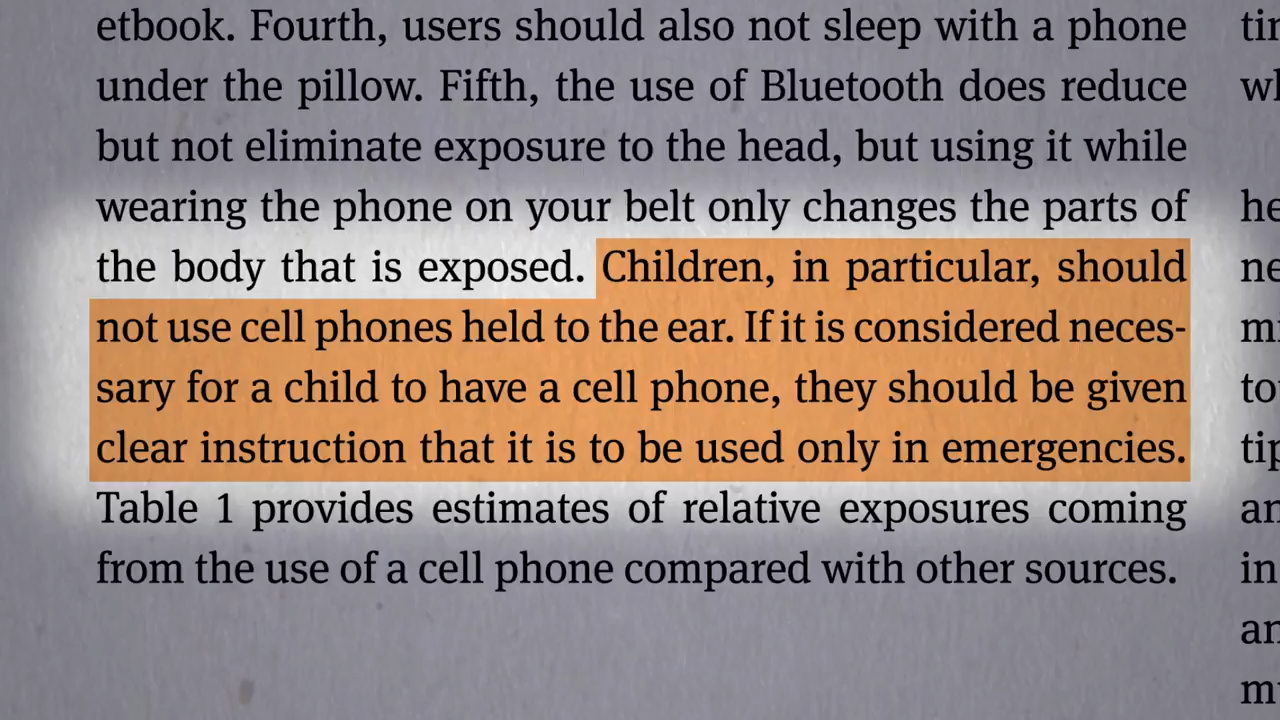 etbook. Fourth, users should also not sleep with a phone
under the pillow. Fifth, the use of Bluetooth does reduce
but not eliminate exposure to the head, but using it while
wearing the phone on your belt only changes the parts of
the body that is exposed. Children, in particular, should
not use cell phones held to the ear. If it is considered neces-
sary for a child to have a cell phone, they should be given
clear instruction that it is to be used only in emergencies.
Table 1 provides estimates of relative exposures coming
from the use of a cell phone compared with other sources.